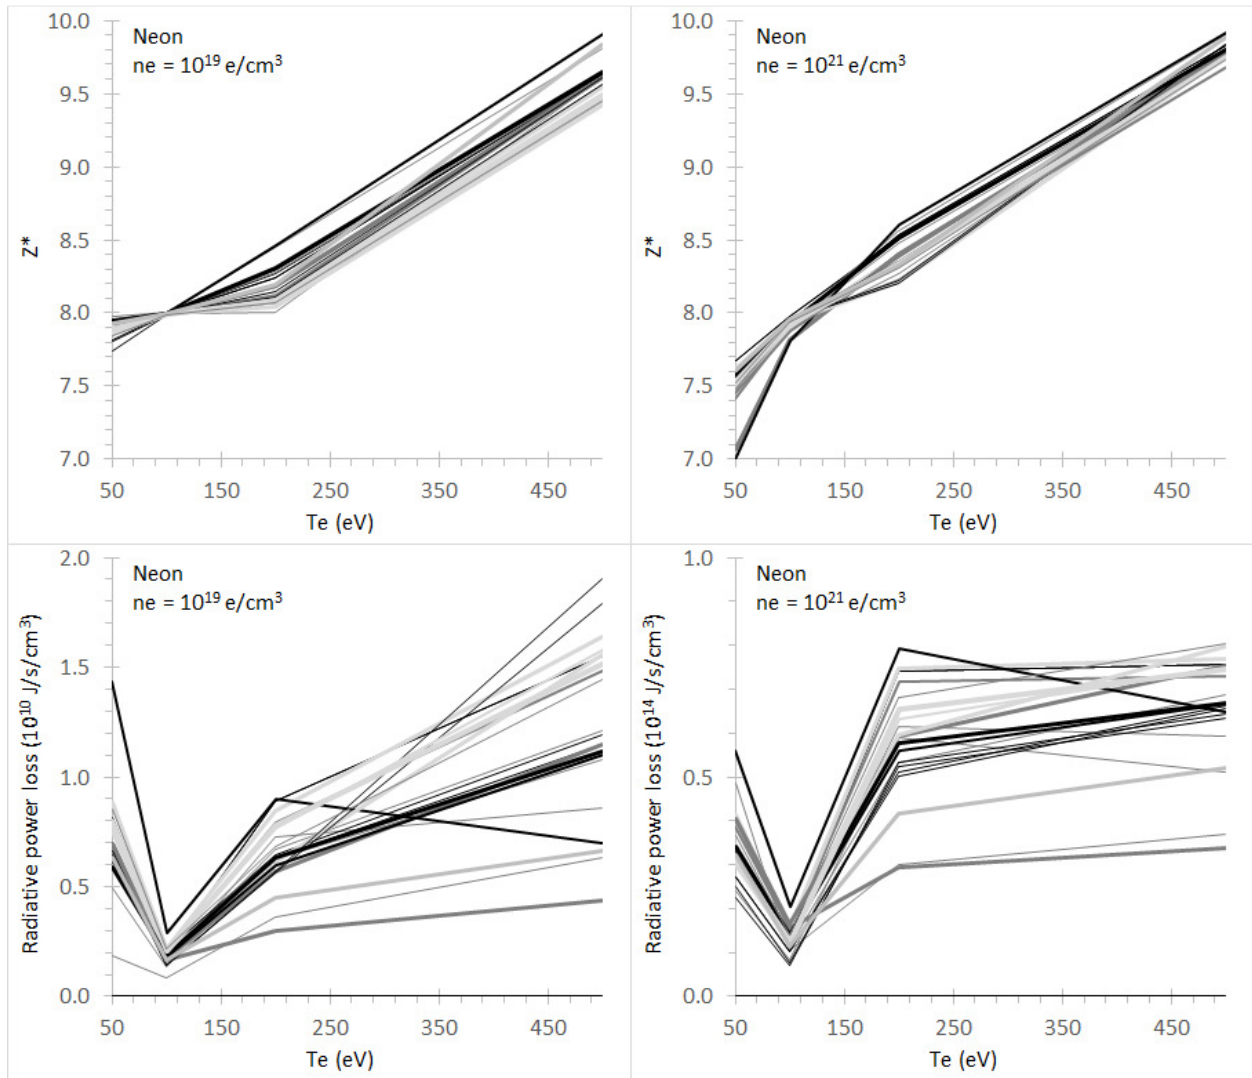 Neon
ne = 10¹⁹ e/cm³
Z*
10.0
9.5
9.0
8.5
8.0
7.5
7.0
50 150 250 350 450
Te (eV)
Neon
ne = 10²¹ e/cm³
Z*
10.0
9.5
9.0
8.5
8.0
7.5
7.0
50 150 250 350 450
Te (eV)
Neon
ne = 10¹⁹ e/cm³
Radiative power loss (10¹⁰ J/s/cm³)
2.0
1.5
1.0
0.5
0.0
50 150 250 350 450
Te (eV)
Neon
ne = 10²¹ e/cm³
Radiative power loss (10¹⁴ J/s/cm³)
1.0
0.5
0.0
50 150 250 350 450
Te (eV)